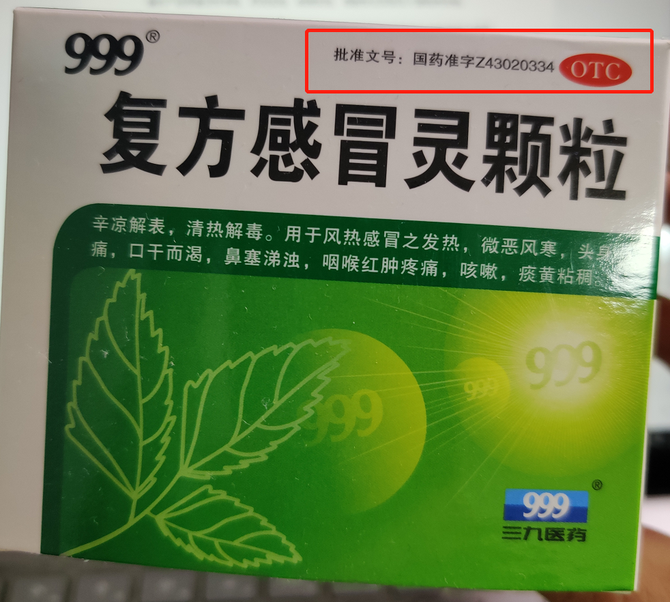 999®
批准文号：国药准字Z43020334 OTC
复方感冒灵颗粒
辛凉解表，清热解毒。用于风热感冒之发热，微恶风寒，头身
痛，口干而渴，鼻塞涕浊，咽喉红肿疼痛，咳嗽，痰黄粘稠。
999
999
999
999®
三九医药